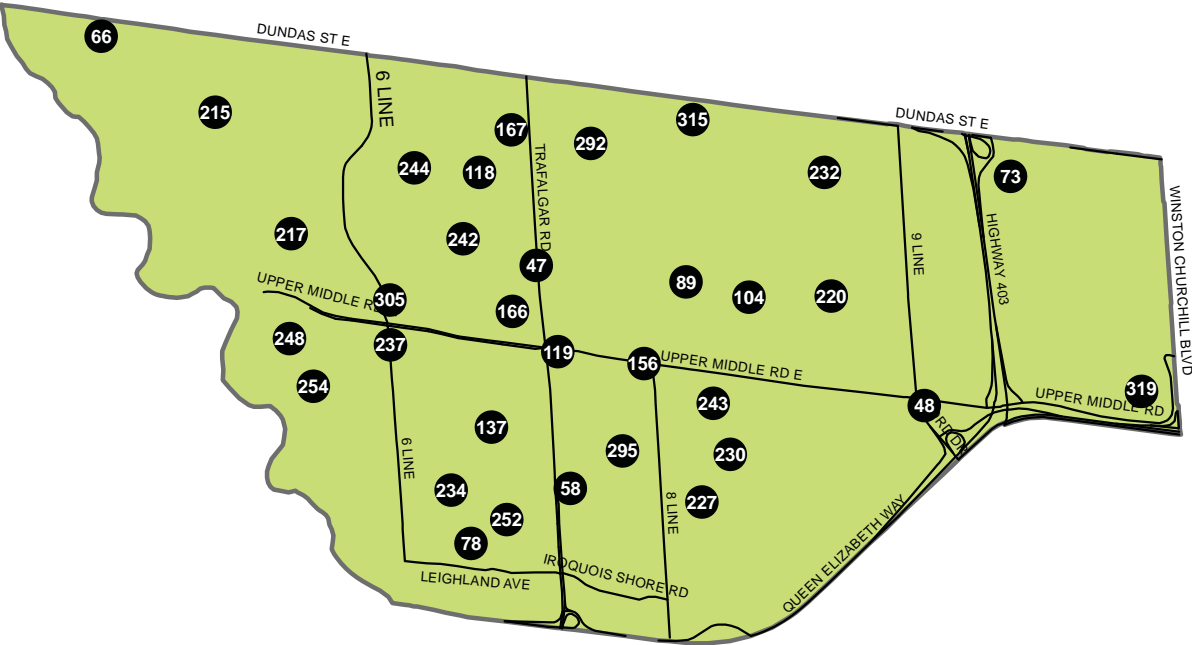 66
DUNDAS ST E
215
6 LINE
167
292
315
DUNDAS ST E
244
118
TRAFALGAR RD
232
73
WINSTON CHURCHILL BLVD
217
242
47
9 LINE
HIGHWAY 403
UPPER MIDDLE R
305
166
89
104
220
248
237
119
156
UPPER MIDDLE RD E
254
243
48
UPPER MIDDLE RD
319
137
295
230
RD DR
6 LINE
234
58
8 LINE
227
252
78
QUEEN ELIZABETH WAY
IROQUOIS SHORE RD
LEIGHLAND AVE